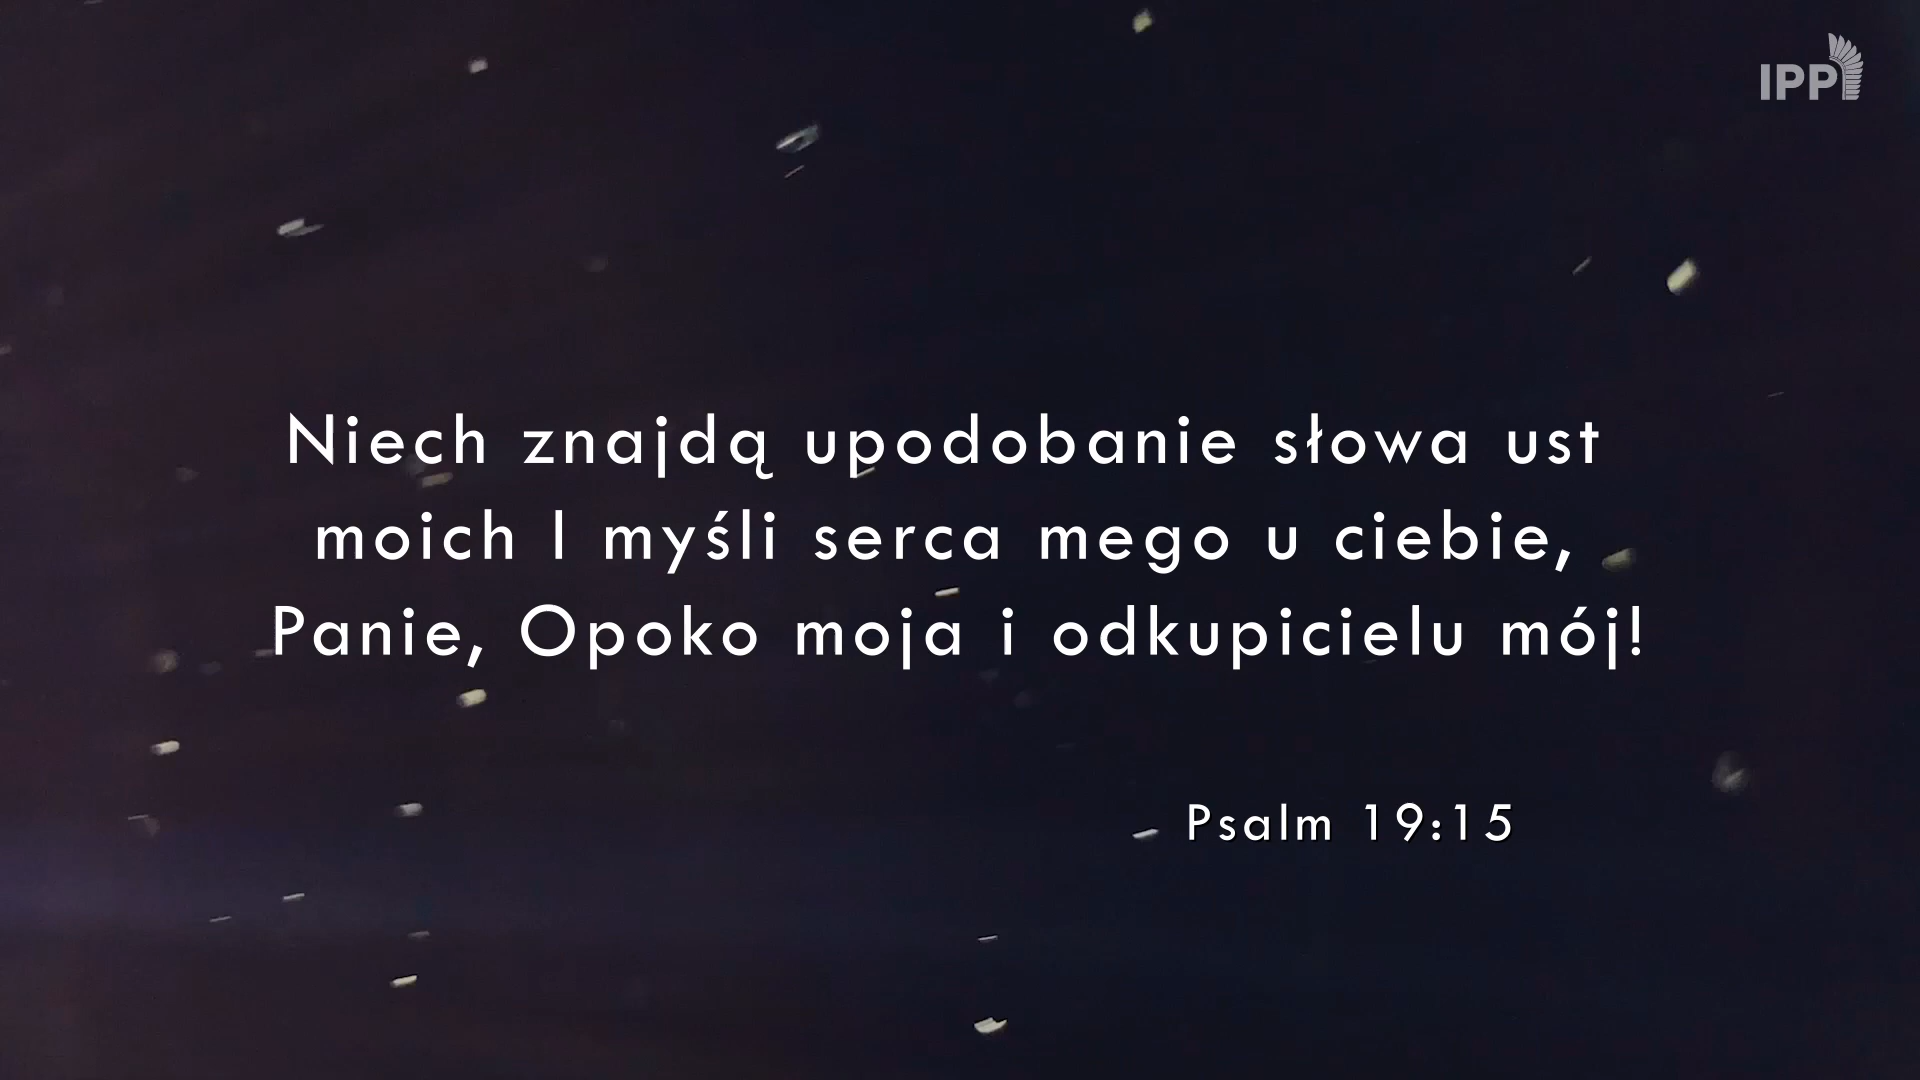 IPP
Niech znajdą upodobanie słowa ust
moich I myśli serca mego u ciebie,
Panie, Opoko moja i odkupicielu mój!
Psalm 19:15